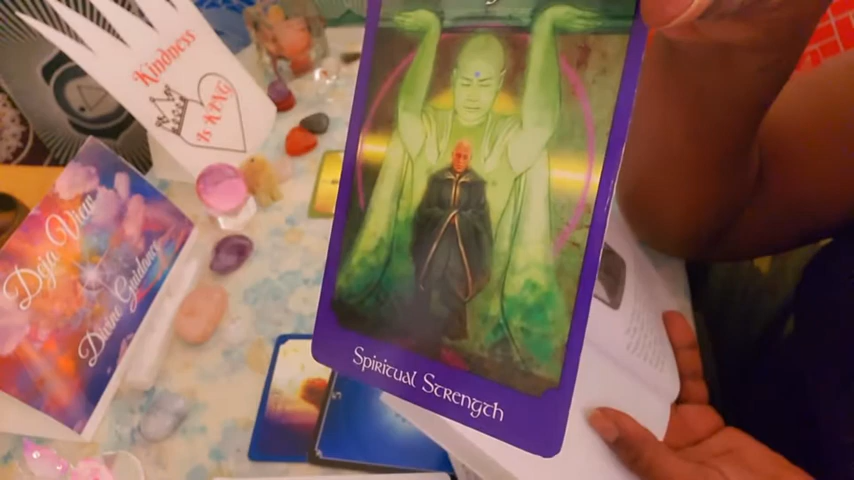 Kindness
Is KING
Deja Vian
Divine Guidance
Spiritual Strength